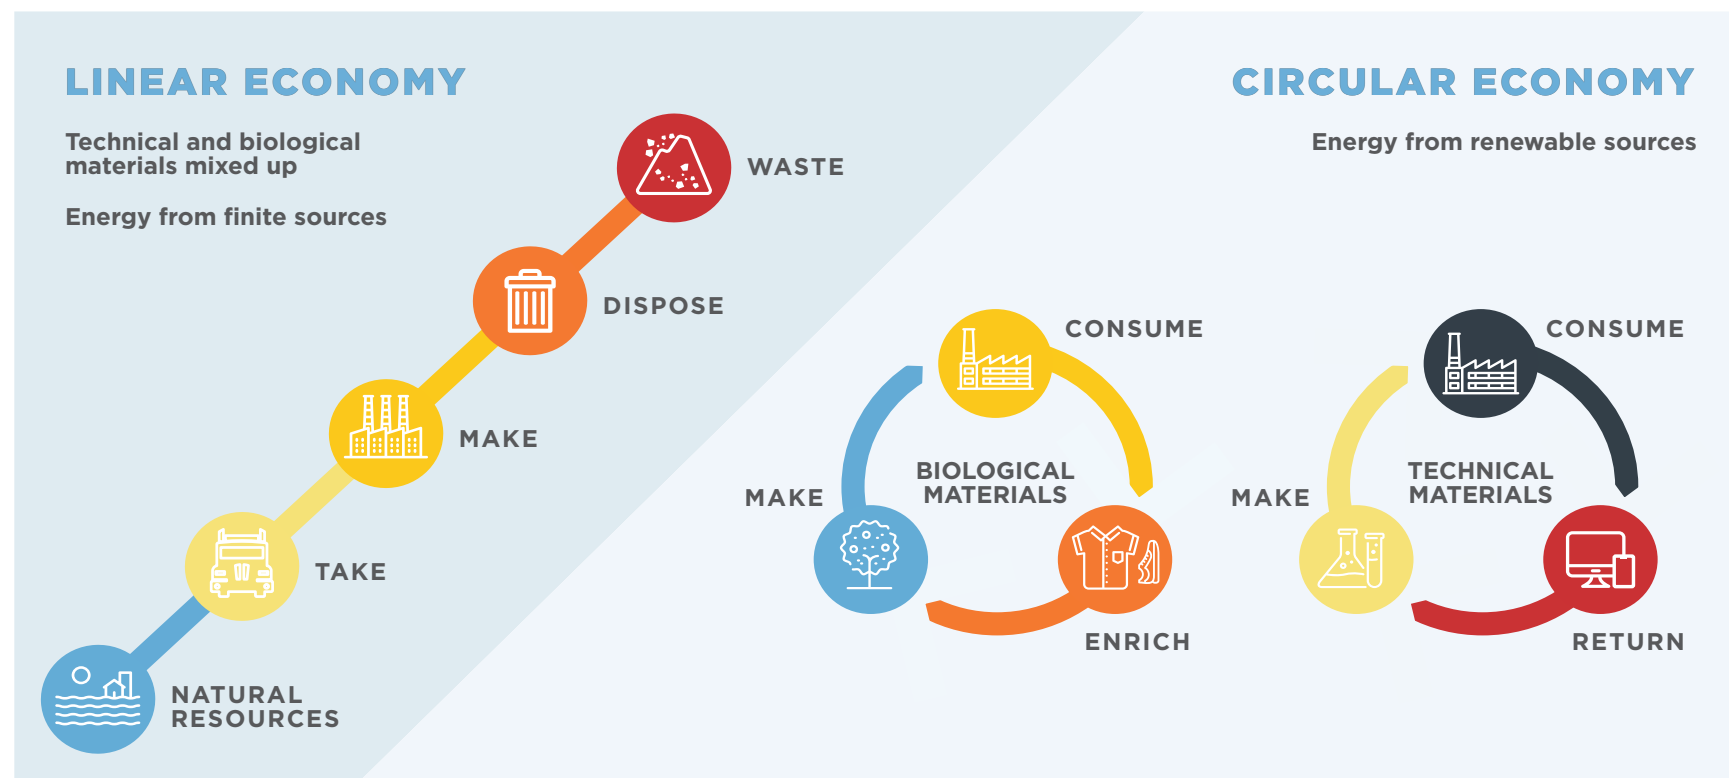 LINEAR ECONOMY
Technical and biological
materials mixed up
Energy from finite sources
WASTE
DISPOSE
MAKE
TAKE
NATURAL
RESOURCES
CIRCULAR ECONOMY
Energy from renewable sources
CONSUME
BIOLOGICAL
MATERIALS
MAKE
ENRICH
CONSUME
TECHNICAL
MATERIALS
MAKE
RETURN